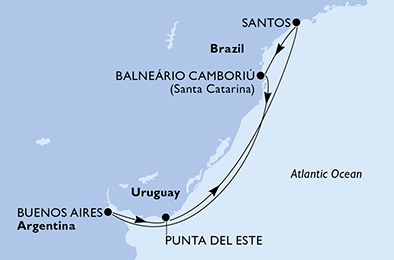 SANTOS
Brazil
BALNEÁRIO CAMBORIÚ
(Santa Catarina)
Atlantic Ocean
Uruguay
BUENOS AIRES
Argentina
PUNTA DEL ESTE